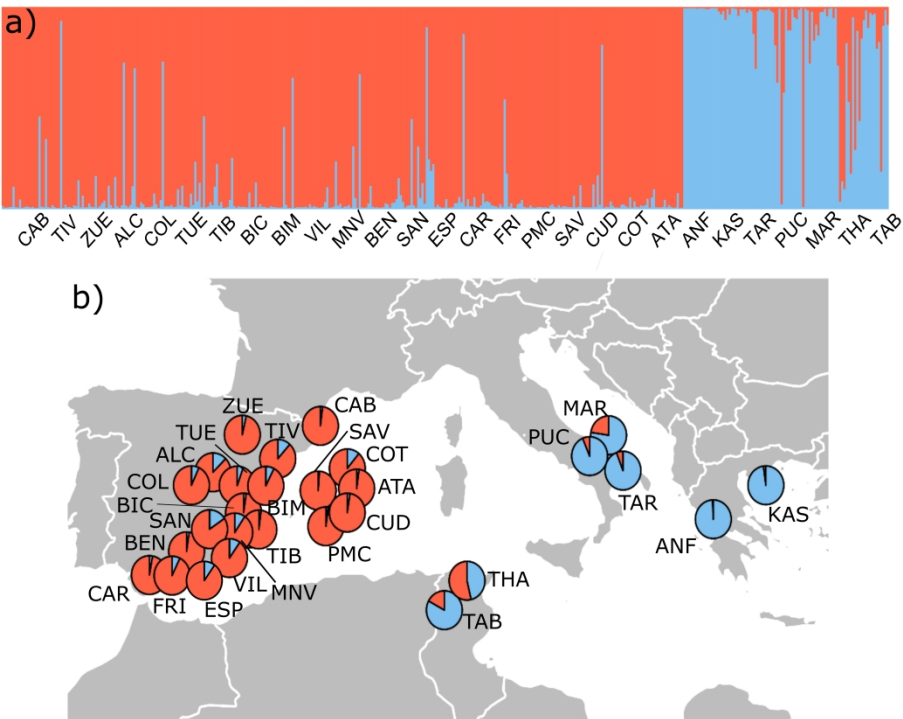 a)
CAB TIV ZUE ALC COL TUE TIB BIC BIM VIL MNV BEN SAN ESP CAR FRI PMC SAV CUD COT ATA ANF KAS TAR PUC MAR THA TAB
b)
ZUE CAB
TUE TIV SAV MAR
ALC COT PUC
COL ATA
BIC BIM TAR KAS
SAN CUD
BEN TIB PMC ANF
CAR FRI ESP VIL MNV THA
TAB